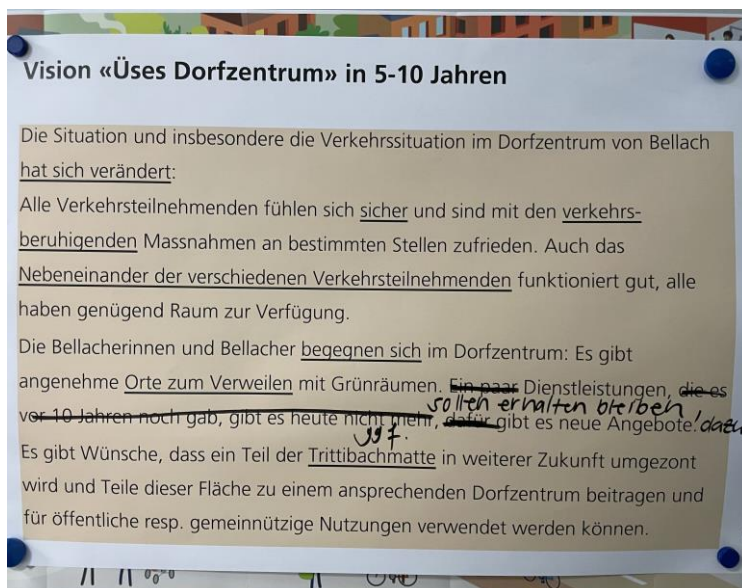 Vision «Üses Dorfzentrum» in 5-10 Jahren
Die Situation und insbesondere die Verkehrssituation im Dorfzentrum von Bellach
hat sich verändert:
Alle Verkehrsteilnehmenden fühlen sich sicher und sind mit den verkehrs-
beruhigenden Massnahmen an bestimmten Stellen zufrieden. Auch das
Nebeneinander der verschiedenen Verkehrsteilnehmenden funktioniert gut, alle
haben genügend Raum zur Verfügung.
Die Bellacherinnen und Bellacher begegnen sich im Dorfzentrum: Es gibt
angenehme Orte zum Verweilen mit Grünräumen. Ein paar Dienstleistungen, die es
sollen erhalten bleiben!
vor 10 Jahren noch gab, gibt es heute nicht mehr, dafür gibt es neue Angebote. dazu
ggf.
Es gibt Wünsche, dass ein Teil der Trittibachmatte in weiterer Zukunft umgezont
wird und Teile dieser Fläche zu einem ansprechenden Dorfzentrum beitragen und
für öffentliche resp. gemeinnützige Nutzungen verwendet werden können.